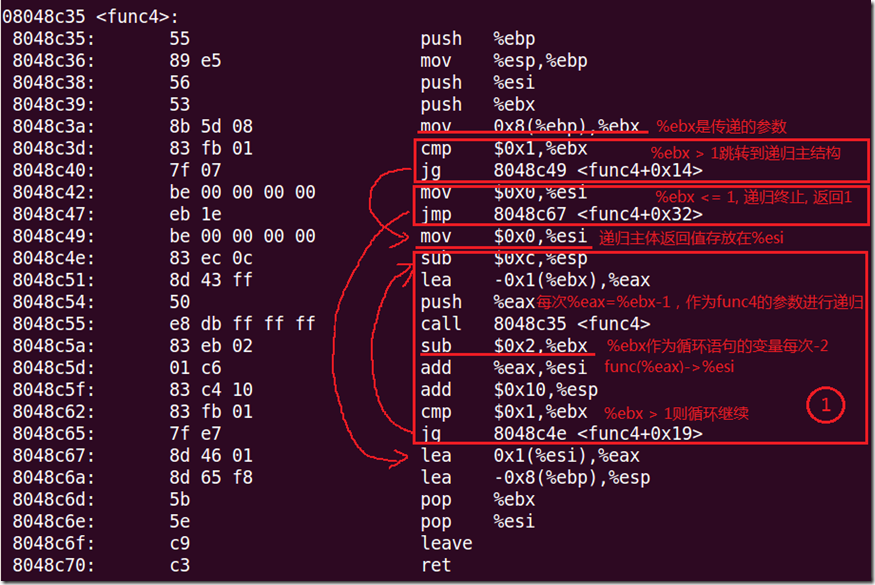 08048c35 <func4>:
8048c35: 55 push %ebp
8048c36: 89 e5 mov %esp,%ebp
8048c38: 56 push %esi
8048c39: 53 push %ebx
8048c3a: 8b 5d 08 mov 0x8(%ebp),%ebx %ebx是传递的参数
8048c3d: 83 fb 01 cmp $0x1,%ebx %ebx > 1跳转到递归主结构
8048c40: 7f 07 jg 8048c49 <func4+0x14>
8048c42: be 00 00 00 00 mov $0x0,%esi %ebx <= 1, 递归终止, 返回1
8048c47: eb 1e jmp 8048c67 <func4+0x32>
8048c49: be 00 00 00 00 mov $0x0,%esi 递归主体返回值存放在%esi
8048c4e: 83 ec 0c sub $0xc,%esp
8048c51: 8d 43 ff lea -0x1(%ebx),%eax
8048c54: 50 push %eax 每次%eax=%ebx-1，作为func4的参数进行递归
8048c55: e8 db ff ff ff call 8048c35 <func4>
8048c5a: 83 eb 02 sub $0x2,%ebx %ebx作为循环语句的变量每次-2
8048c5d: 01 c6 add %eax,%esi func(%eax)->%esi
8048c5f: 83 c4 10 add $0x10,%esp
8048c62: 83 fb 01 cmp $0x1,%ebx %ebx > 1则循环继续 1
8048c65: 7f e7 jg 8048c4e <func4+0x19>
8048c67: 8d 46 01 lea 0x1(%esi),%eax
8048c6a: 8d 65 f8 lea -0x8(%ebp),%esp
8048c6d: 5b pop %ebx
8048c6e: 5e pop %esi
8048c6f: c9 leave
8048c70: c3 ret